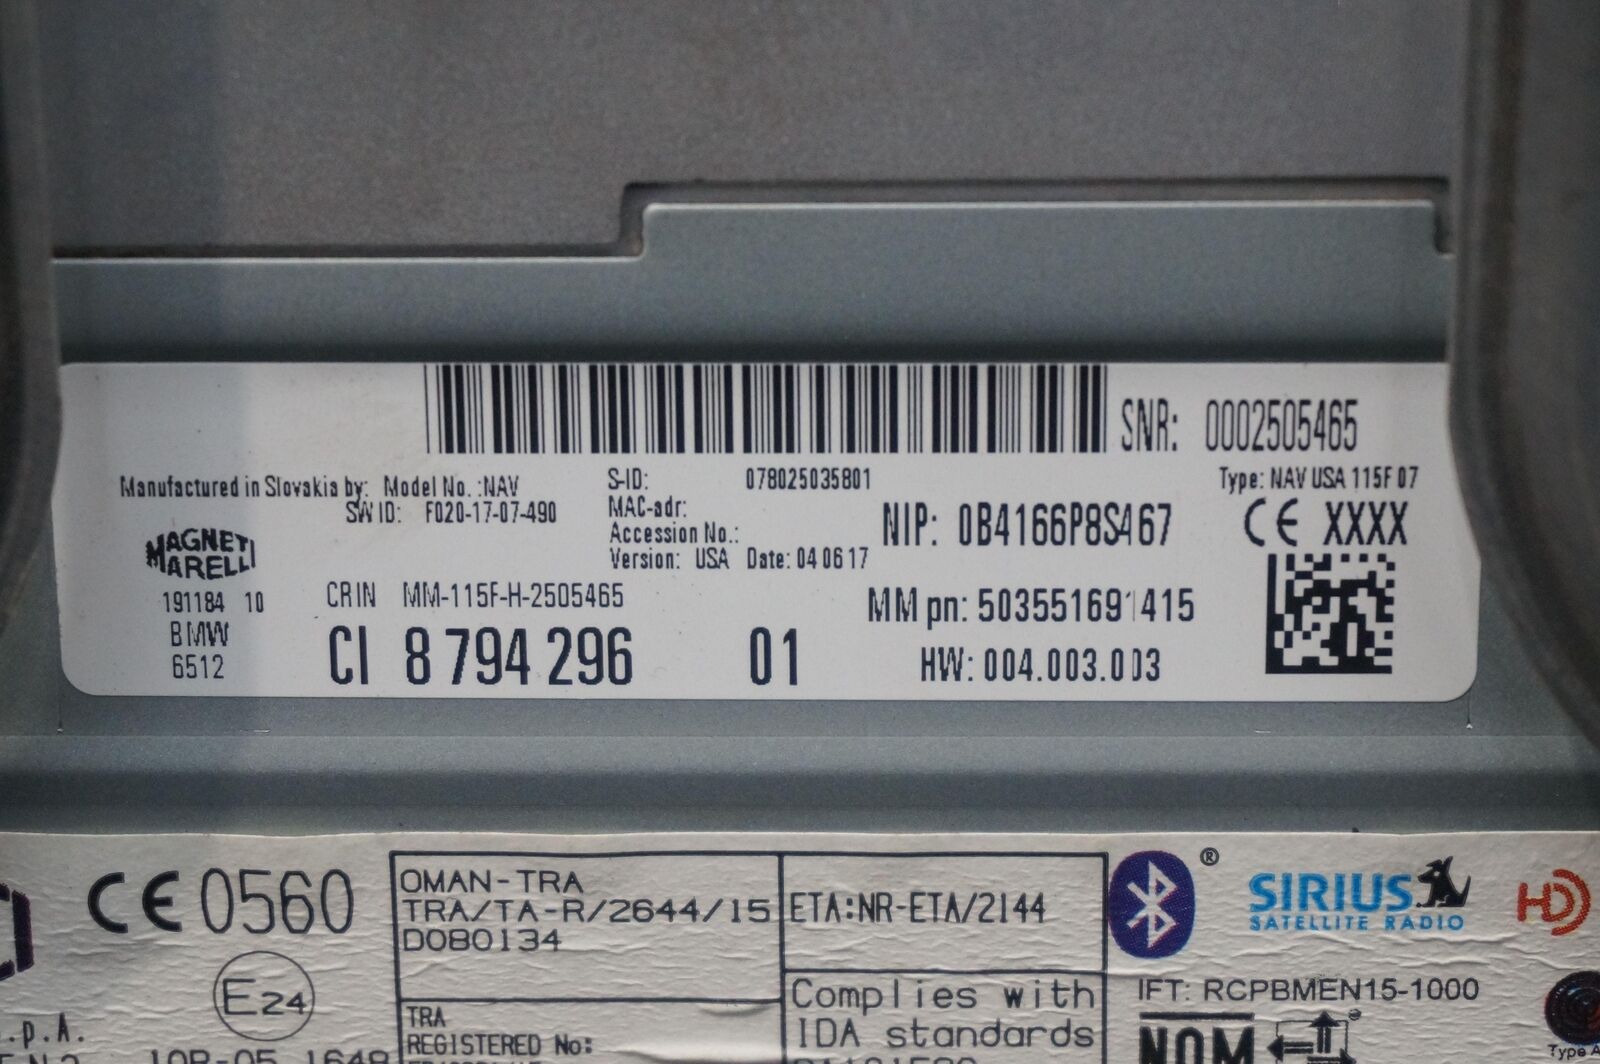 SNR: 0002505465
Manufactured in Slovakia by: Model No. :NAV
SW ID: F020-17-07-490
S-ID: 078025035801
MAC-adr:
Accession No.:
Version: USA Date: 04 06 17
Type: NAV USA 115F 07
NIP: 0B4166P8S467
CE XXXX
MAGNETI
MARELLI
191184 10
BMW
6512
CRIN MM-115F-H-2505465
CI 8 794 296 01
MM pn: 503551691415
HW: 004.003.003
CE 0560
E24
OMAN-TRA
TRA/TA-R/2644/15
D080134
TRA
REGISTERED No:
ETA:NR-ETA/2144
Complies with
IDA standards
®
SIRIUS
SATELLITE RADIO
HD
IFT: RCPBMEN15-1000
NOM
.p.A.
10R-05 1648
Type A